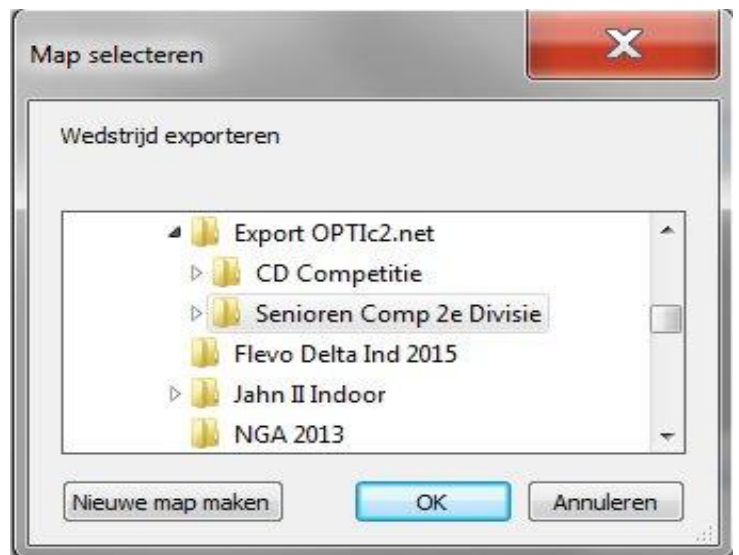 Map selecteren
Wedstrijd exporteren
Export OPTIc2.net
CD Competitie
Senioren Comp 2e Divisie
Flevo Delta Ind 2015
Jahn II Indoor
NGA 2013
Nieuwe map maken OK Annuleren